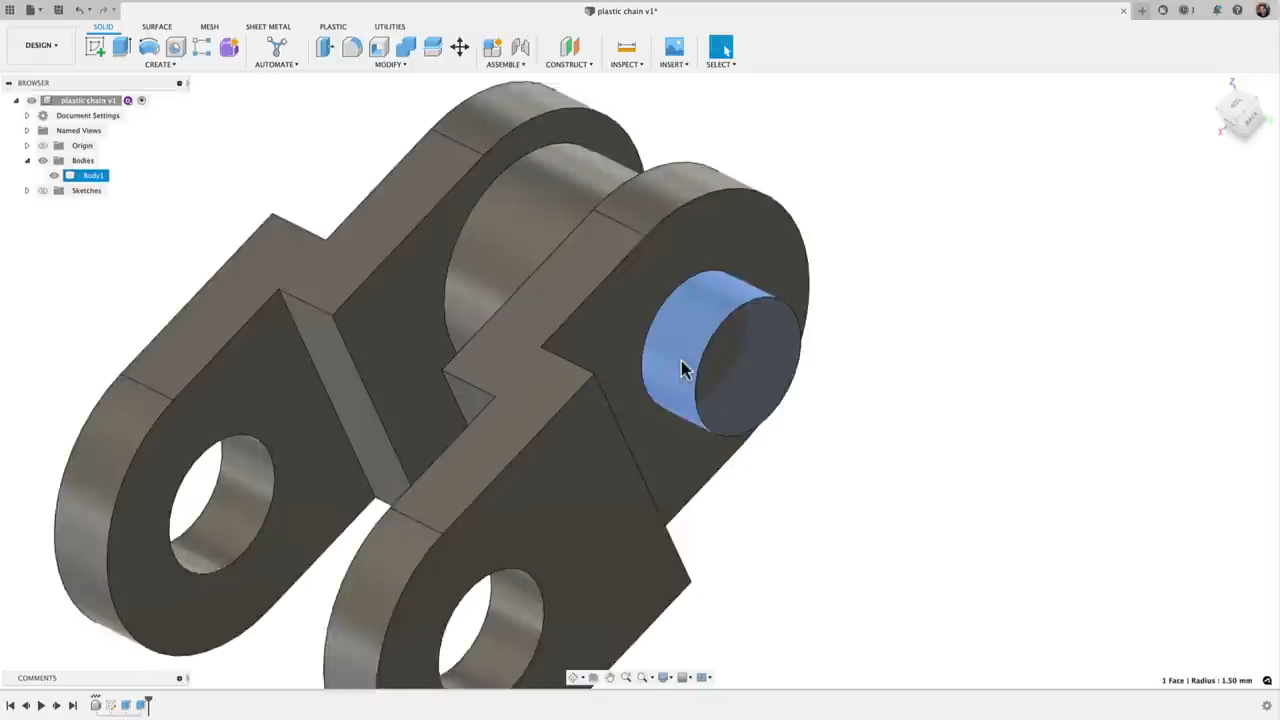 plastic chain v1*
DESIGN
SOLID SURFACE MESH SHEET METAL PLASTIC UTILITIES
CREATE AUTOMATE MODIFY ASSEMBLE CONSTRUCT INSPECT INSERT SELECT
BROWSER
plastic chain v1
Document Settings
Named Views
Origin
Bodies
Body1
Sketches
Z
X
BACK
COMMENTS
1 Face | Radius : 1.50 mm